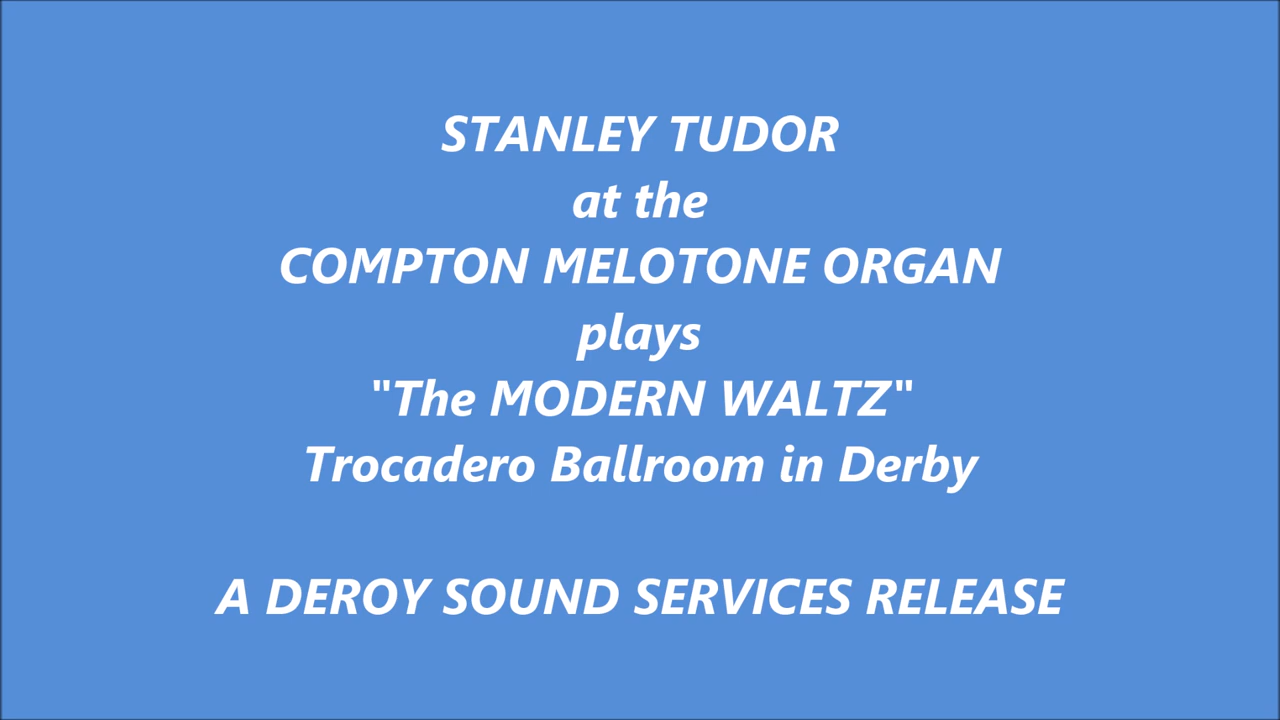 STANLEY TUDOR
at the
COMPTON MELOTONE ORGAN
plays
"The MODERN WALTZ"
Trocadero Ballroom in Derby
A DEROY SOUND SERVICES RELEASE